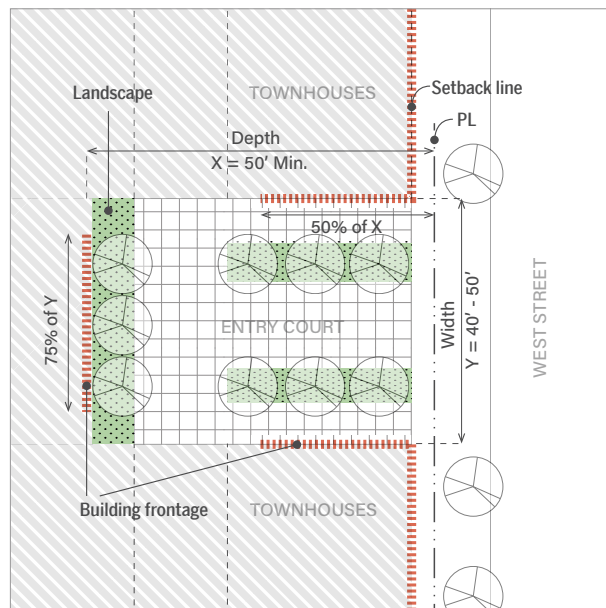 TOWNHOUSES
Landscape
Setback line
PL
Depth
X = 50' Min.
50% of X
75% of Y
ENTRY COURT
Width
Y = 40' - 50'
WEST STREET
Building frontage
TOWNHOUSES